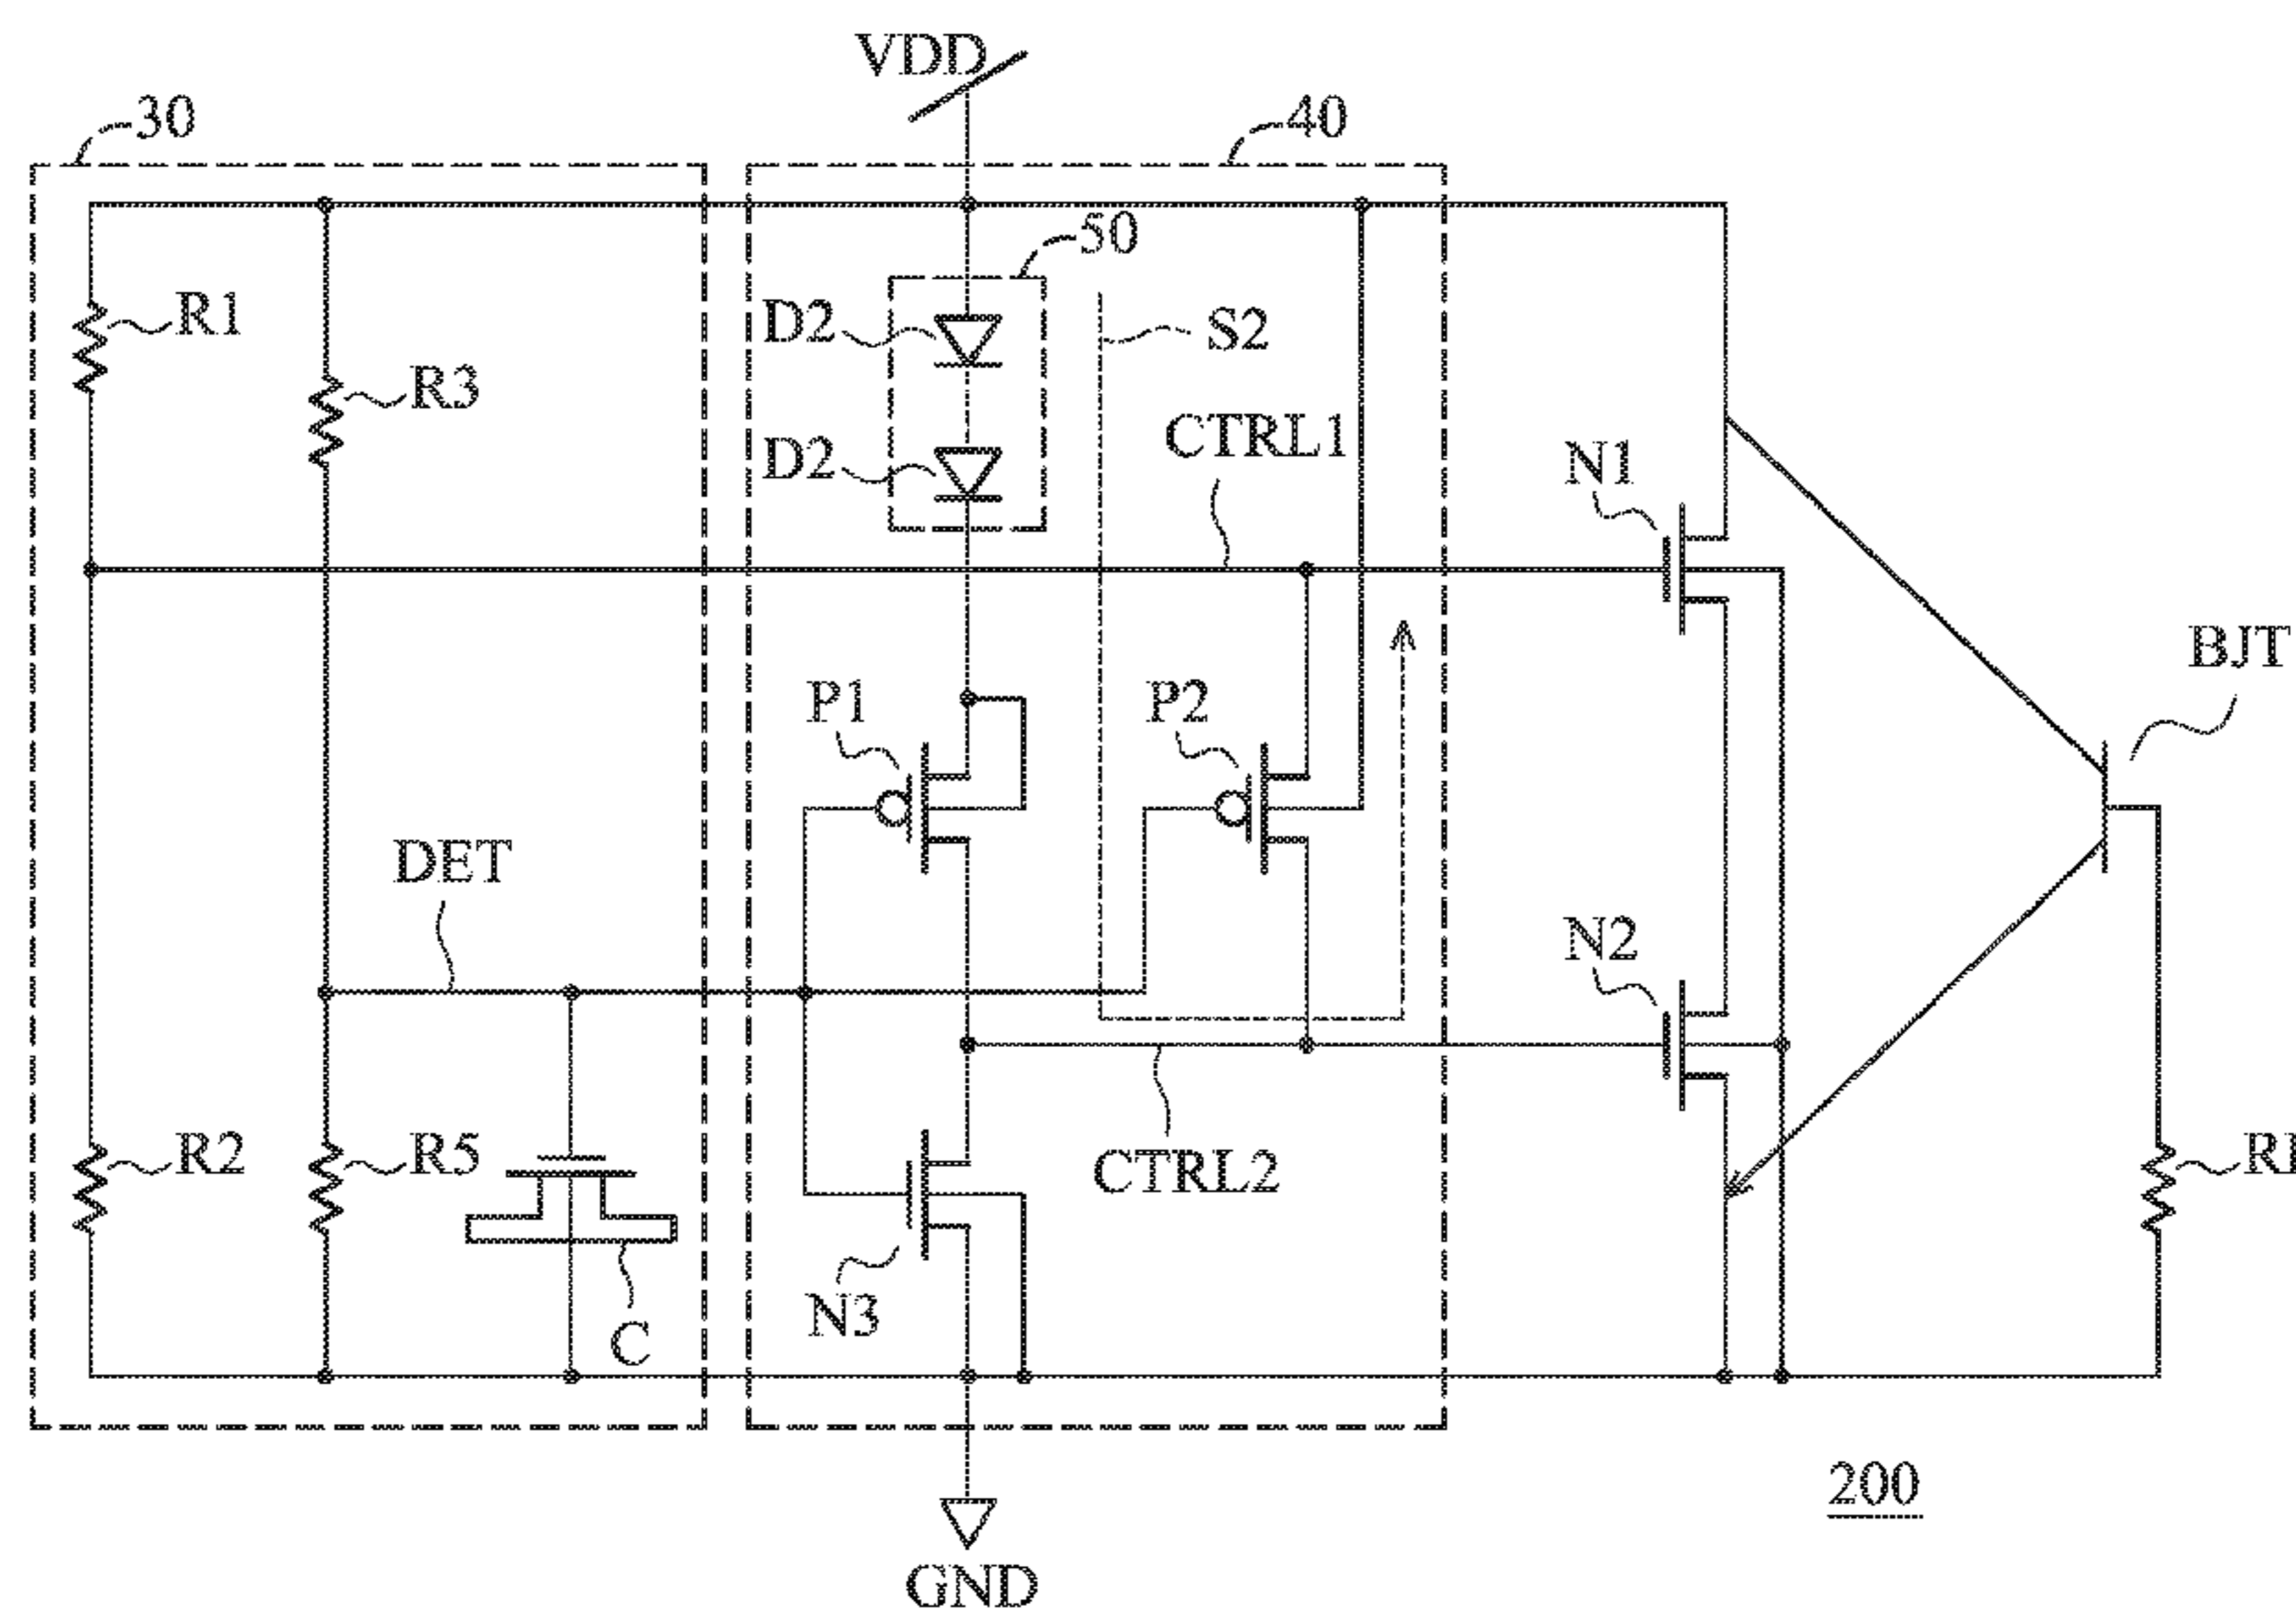 VDD
30
40
50
R1
D2
S2
R3
CTRL1
D2
N1
BJT
P1
P2
DET
N2
R2
R5
CTRL2
N3
C
200
GND